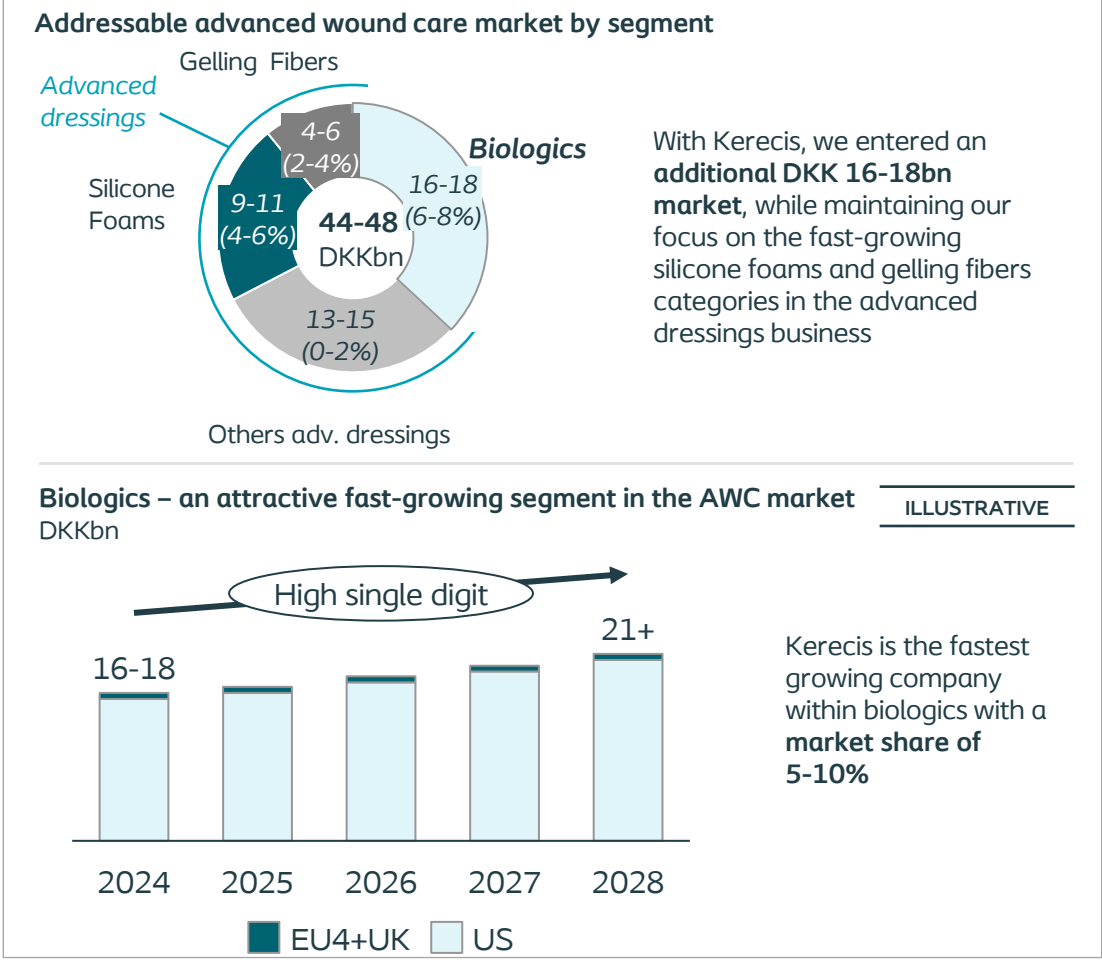 Addressable advanced wound care market by segment
Gelling Fibers
Advanced
dressings
4-6
(2-4%)
Biologics
16-18
(6-8%)
Silicone
Foams
9-11
(4-6%)
44-48
DKKbn
13-15
(0-2%)
Others adv. dressings
With Kerecis, we entered an
additional DKK 16-18bn
market, while maintaining our
focus on the fast-growing
silicone foams and gelling fibers
categories in the advanced
dressings business
Biologics – an attractive fast-growing segment in the AWC market
DKKbn
ILLUSTRATIVE
High single digit
16-18
21+
2024 2025 2026 2027 2028
EU4+UK US
Kerecis is the fastest
growing company
within biologics with a
market share of
5-10%